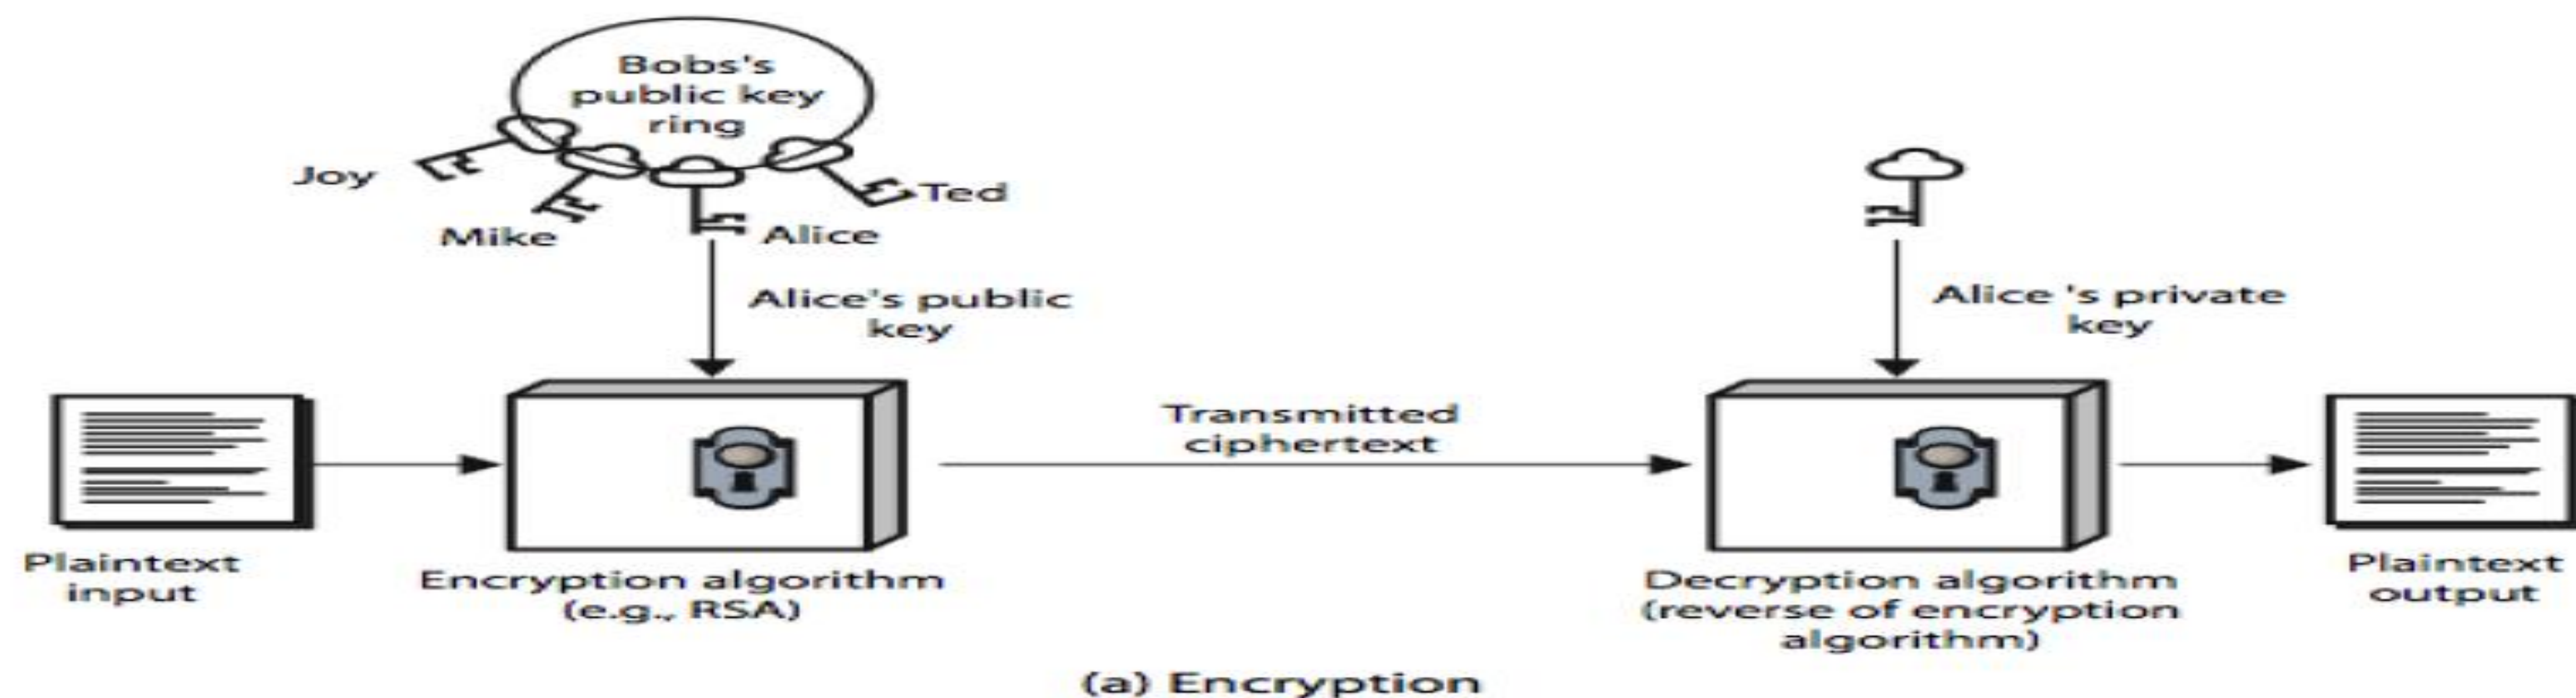 Bobs's
public key
ring
Joy
Ted
Mike
Alice
Alice's public
key
Alice 's private
key
Transmitted
ciphertext
Plaintext
input
Encryption algorithm
(e.g., RSA)
Decryption algorithm
(reverse of encryption
algorithm)
Plaintext
output
(a) Encryption